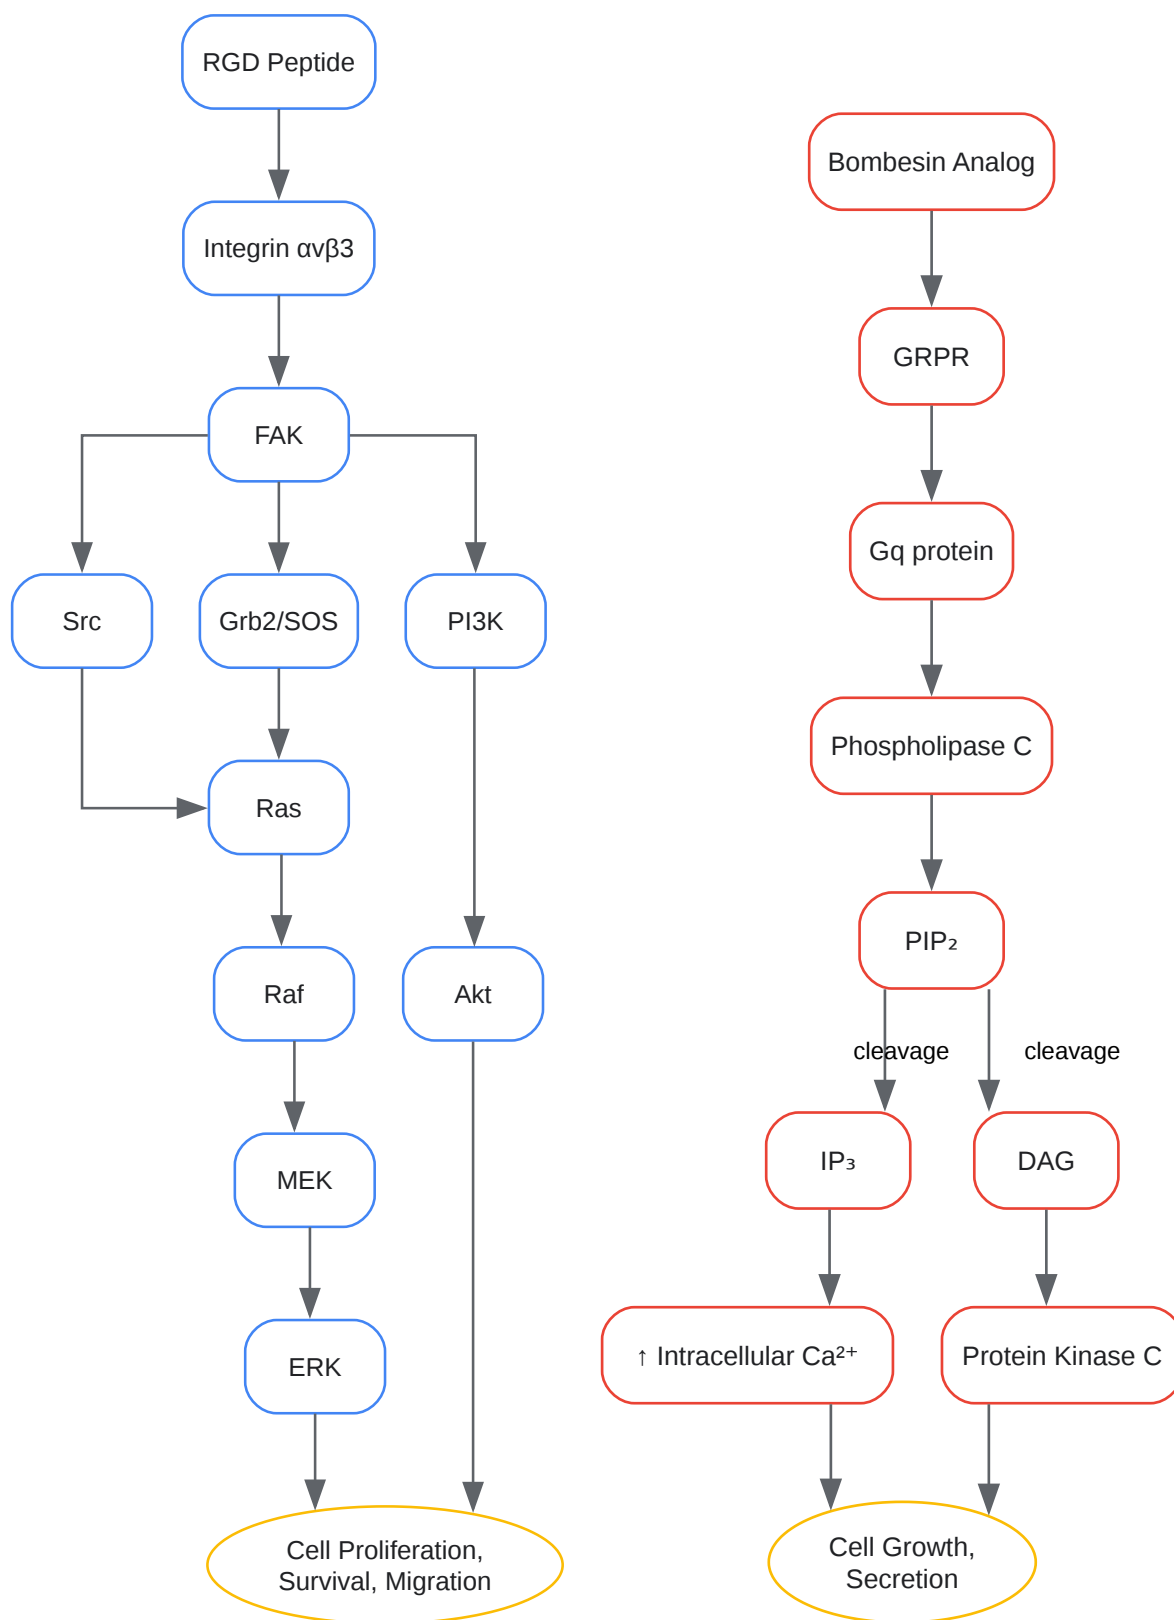 RGD Peptide
Integrin αvβ3
FAK
Src
Grb2/SOS
PI3K
Ras
Raf
Akt
MEK
ERK
Cell Proliferation,
Survival, Migration
Bombesin Analog
GRPR
Gq protein
Phospholipase C
PIP₂
cleavage
cleavage
IP₃
DAG
↑ Intracellular Ca²⁺
Protein Kinase C
Cell Growth,
Secretion